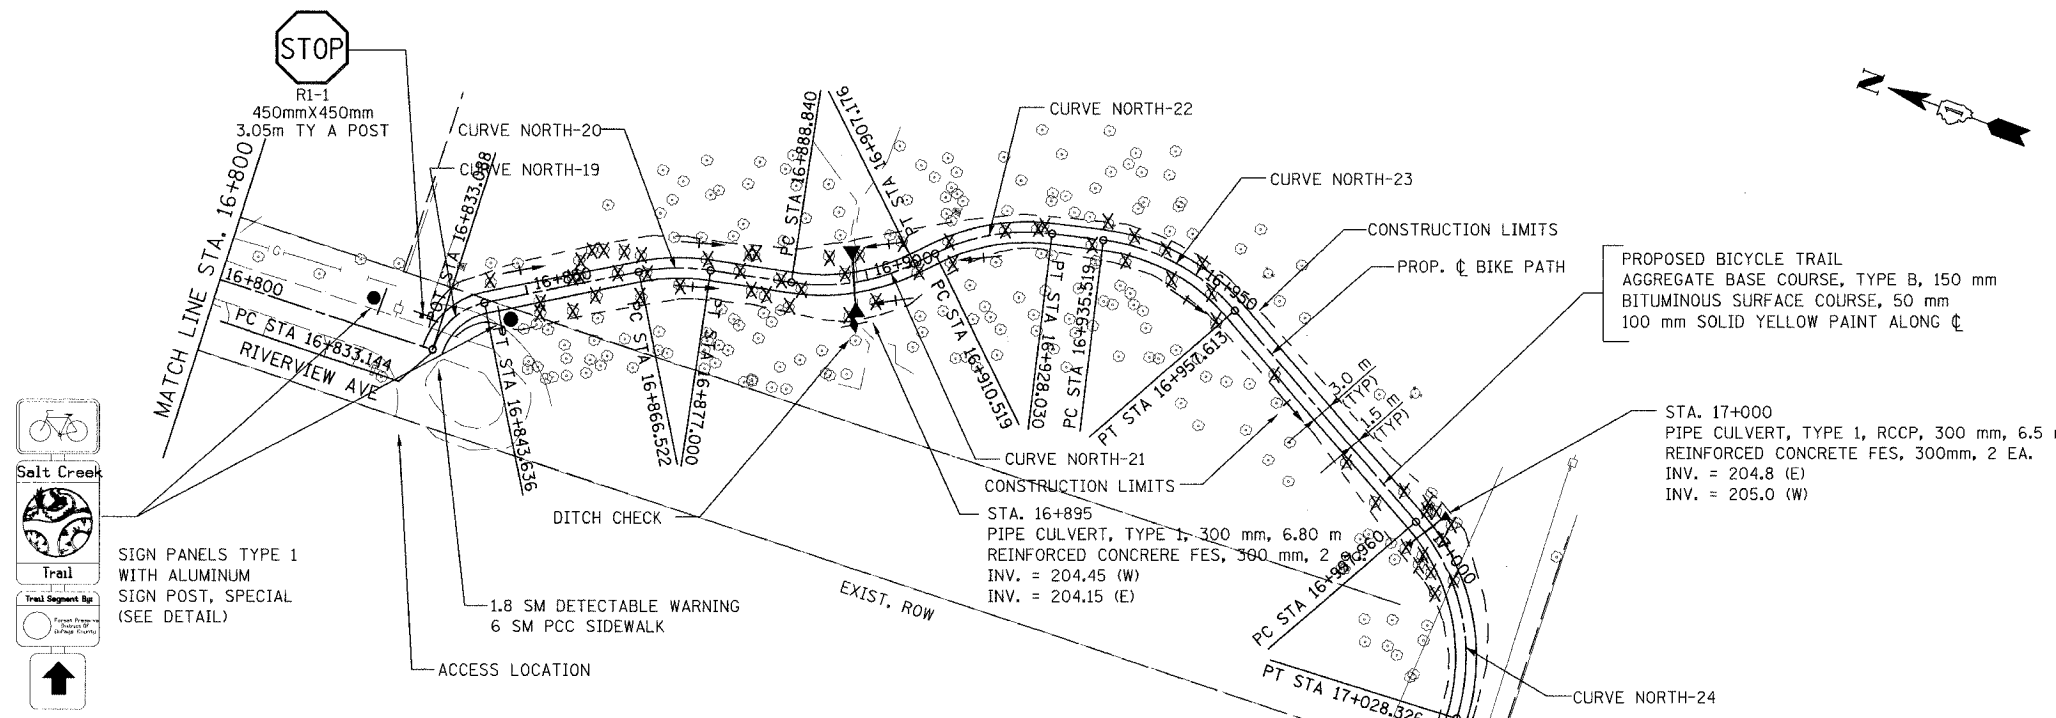 STOP
R1-1
450mmX450mm
3.05m TY A POST
MATCH LINE STA. 16+800
16+800
PC STA 16+833.144
RIVERVIEW AVE
CURVE NORTH-20
CURVE NORTH-19
PT STA 16+833.088
PT STA 16+843.636
PC STA 16+866.522
PT STA 16+877.000
PC STA 16+888.840
PT STA 16+907.176
16+900
PC STA 16+910.519
PT STA 16+928.030
PC STA 16+935.519
PT STA 16+957.613
16+950
CURVE NORTH-22
CURVE NORTH-23
CONSTRUCTION LIMITS
PROP. ℄ BIKE PATH
N
PROPOSED BICYCLE TRAIL
AGGREGATE BASE COURSE, TYPE B, 150 mm
BITUMINOUS SURFACE COURSE, 50 mm
100 mm SOLID YELLOW PAINT ALONG ℄
3.0 m
(TYP)
1.5 m
(TYP)
STA. 17+000
PIPE CULVERT, TYPE 1, RCCP, 300 mm, 6.5
REINFORCED CONCRETE FES, 300mm, 2 EA.
INV. = 204.8 (E)
INV. = 205.0 (W)
17+000
PC STA 16+997.960
PT STA 17+028.326
CURVE NORTH-24
CURVE NORTH-21
CONSTRUCTION LIMITS
DITCH CHECK
STA. 16+895
PIPE CULVERT, TYPE 1, 300 mm, 6.80 m
REINFORCED CONCRERE FES, 300 mm, 2
INV. = 204.45 (W)
INV. = 204.15 (E)
EXIST. ROW
1.8 SM DETECTABLE WARNING
6 SM PCC SIDEWALK
ACCESS LOCATION
Salt Creek
Trail
Trail Segment By:
Forest Preserve
District Of
DuPage County
SIGN PANELS TYPE 1
WITH ALUMINUM
SIGN POST, SPECIAL
(SEE DETAIL)